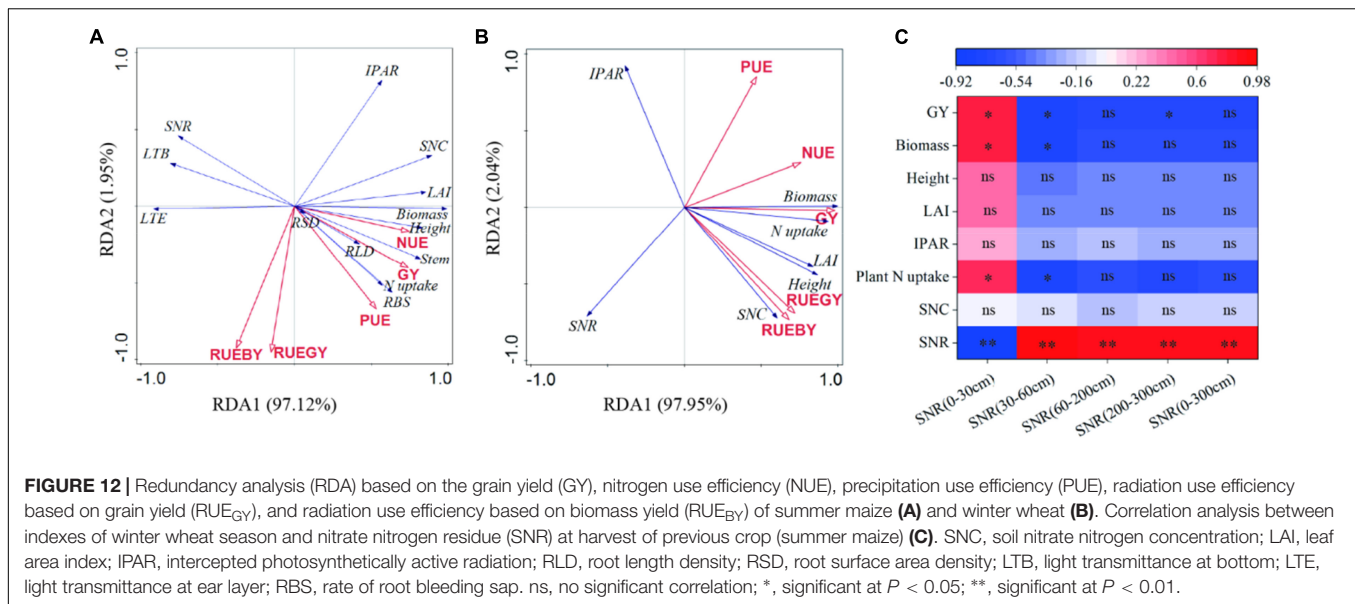 A
1.0
IPAR
SNR
LTB
SNC
LAI
LTE
RSD
Biomass
Height
NUE
RLD
Stem
GY
N uptake
RBS
PUE
RUEBY
RUEGY
RDA2 (1.95%)
-1.0
-1.0
1.0
RDA1 (97.12%)
B
1.0
IPAR
PUE
NUE
Biomass
GY
N uptake
LAI
Height
RUEGY
SNC
RUEBY
SNR
RDA2 (2.04%)
-1.0
-1.0
1.0
RDA1 (97.95%)
C
-0.92 -0.54 -0.16 0.22 0.6 0.98
GY * * ns * ns
Biomass * * ns ns ns
Height ns ns ns ns ns
LAI ns ns ns ns ns
IPAR ns ns ns ns ns
Plant N uptake * * ns ns ns
SNC ns ns ns ns ns
SNR ** ** ** ** **
SNR(0-30cm)
SNR(30-60cm)
SNR(60-200cm)
SNR(200-300cm)
SNR(0-300cm)
FIGURE 12 | Redundancy analysis (RDA) based on the grain yield (GY), nitrogen use efficiency (NUE), precipitation use efficiency (PUE), radiation use efficiency
based on grain yield (RUEGY), and radiation use efficiency based on biomass yield (RUEBY) of summer maize (A) and winter wheat (B). Correlation analysis between
indexes of winter wheat season and nitrate nitrogen residue (SNR) at harvest of previous crop (summer maize) (C). SNC, soil nitrate nitrogen concentration; LAI, leaf
area index; IPAR, intercepted photosynthetically active radiation; RLD, root length density; RSD, root surface area density; LTB, light transmittance at bottom; LTE,
light transmittance at ear layer; RBS, rate of root bleeding sap. ns, no significant correlation; *, significant at P < 0.05; **, significant at P < 0.01.